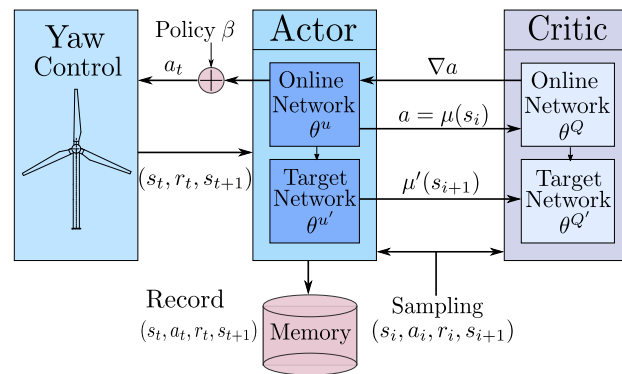 Yaw
Control
Policy β
a_t
(s_t, r_t, s_{t+1})
Actor
Online
Network
θ^u
Target
Network
θ^{u'}
∇a
a = μ(s_i)
μ'(s_{i+1})
Critic
Online
Network
θ^Q
Target
Network
θ^{Q'}
Record
(s_t, a_t, r_t, s_{t+1})
Memory
Sampling
(s_i, a_i, r_i, s_{i+1})